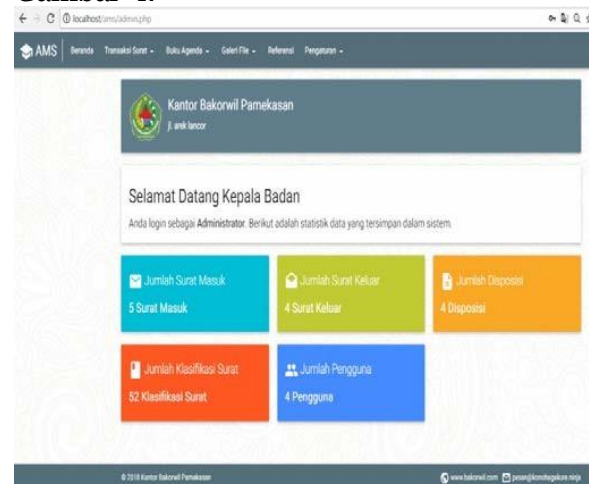 localhost/ams/admin.php
AMS Beranda Transaksi Surat Buku Agenda Galeri File Referensi Pengaturan
Kantor Bakorwil Pamekasan
jl. arek lancor
Selamat Datang Kepala Badan
Anda login sebagai Administrator. Berikut adalah statistik data yang tersimpan dalam sistem.
Jumlah Surat Masuk
5 Surat Masuk
Jumlah Surat Keluar
4 Surat Keluar
Jumlah Disposisi
4 Disposisi
Jumlah Klasifikasi Surat
52 Klasifikasi Surat
Jumlah Pengguna
4 Pengguna
© 2018 Kantor Bakorwil Pamekasan www.bakorwil.com